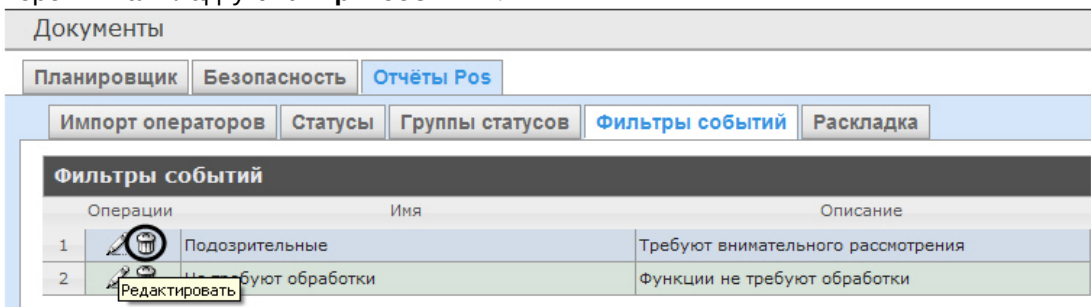 Документы
Планировщик Безопасность Отчёты Pos
Импорт операторов Статусы Группы статусов Фильтры событий Раскладка
Фильтры событий
Операции Имя Описание
1 Подозрительные Требуют внимательного рассмотрения
2 требуют обработки Функции не требуют обработки
Редактировать